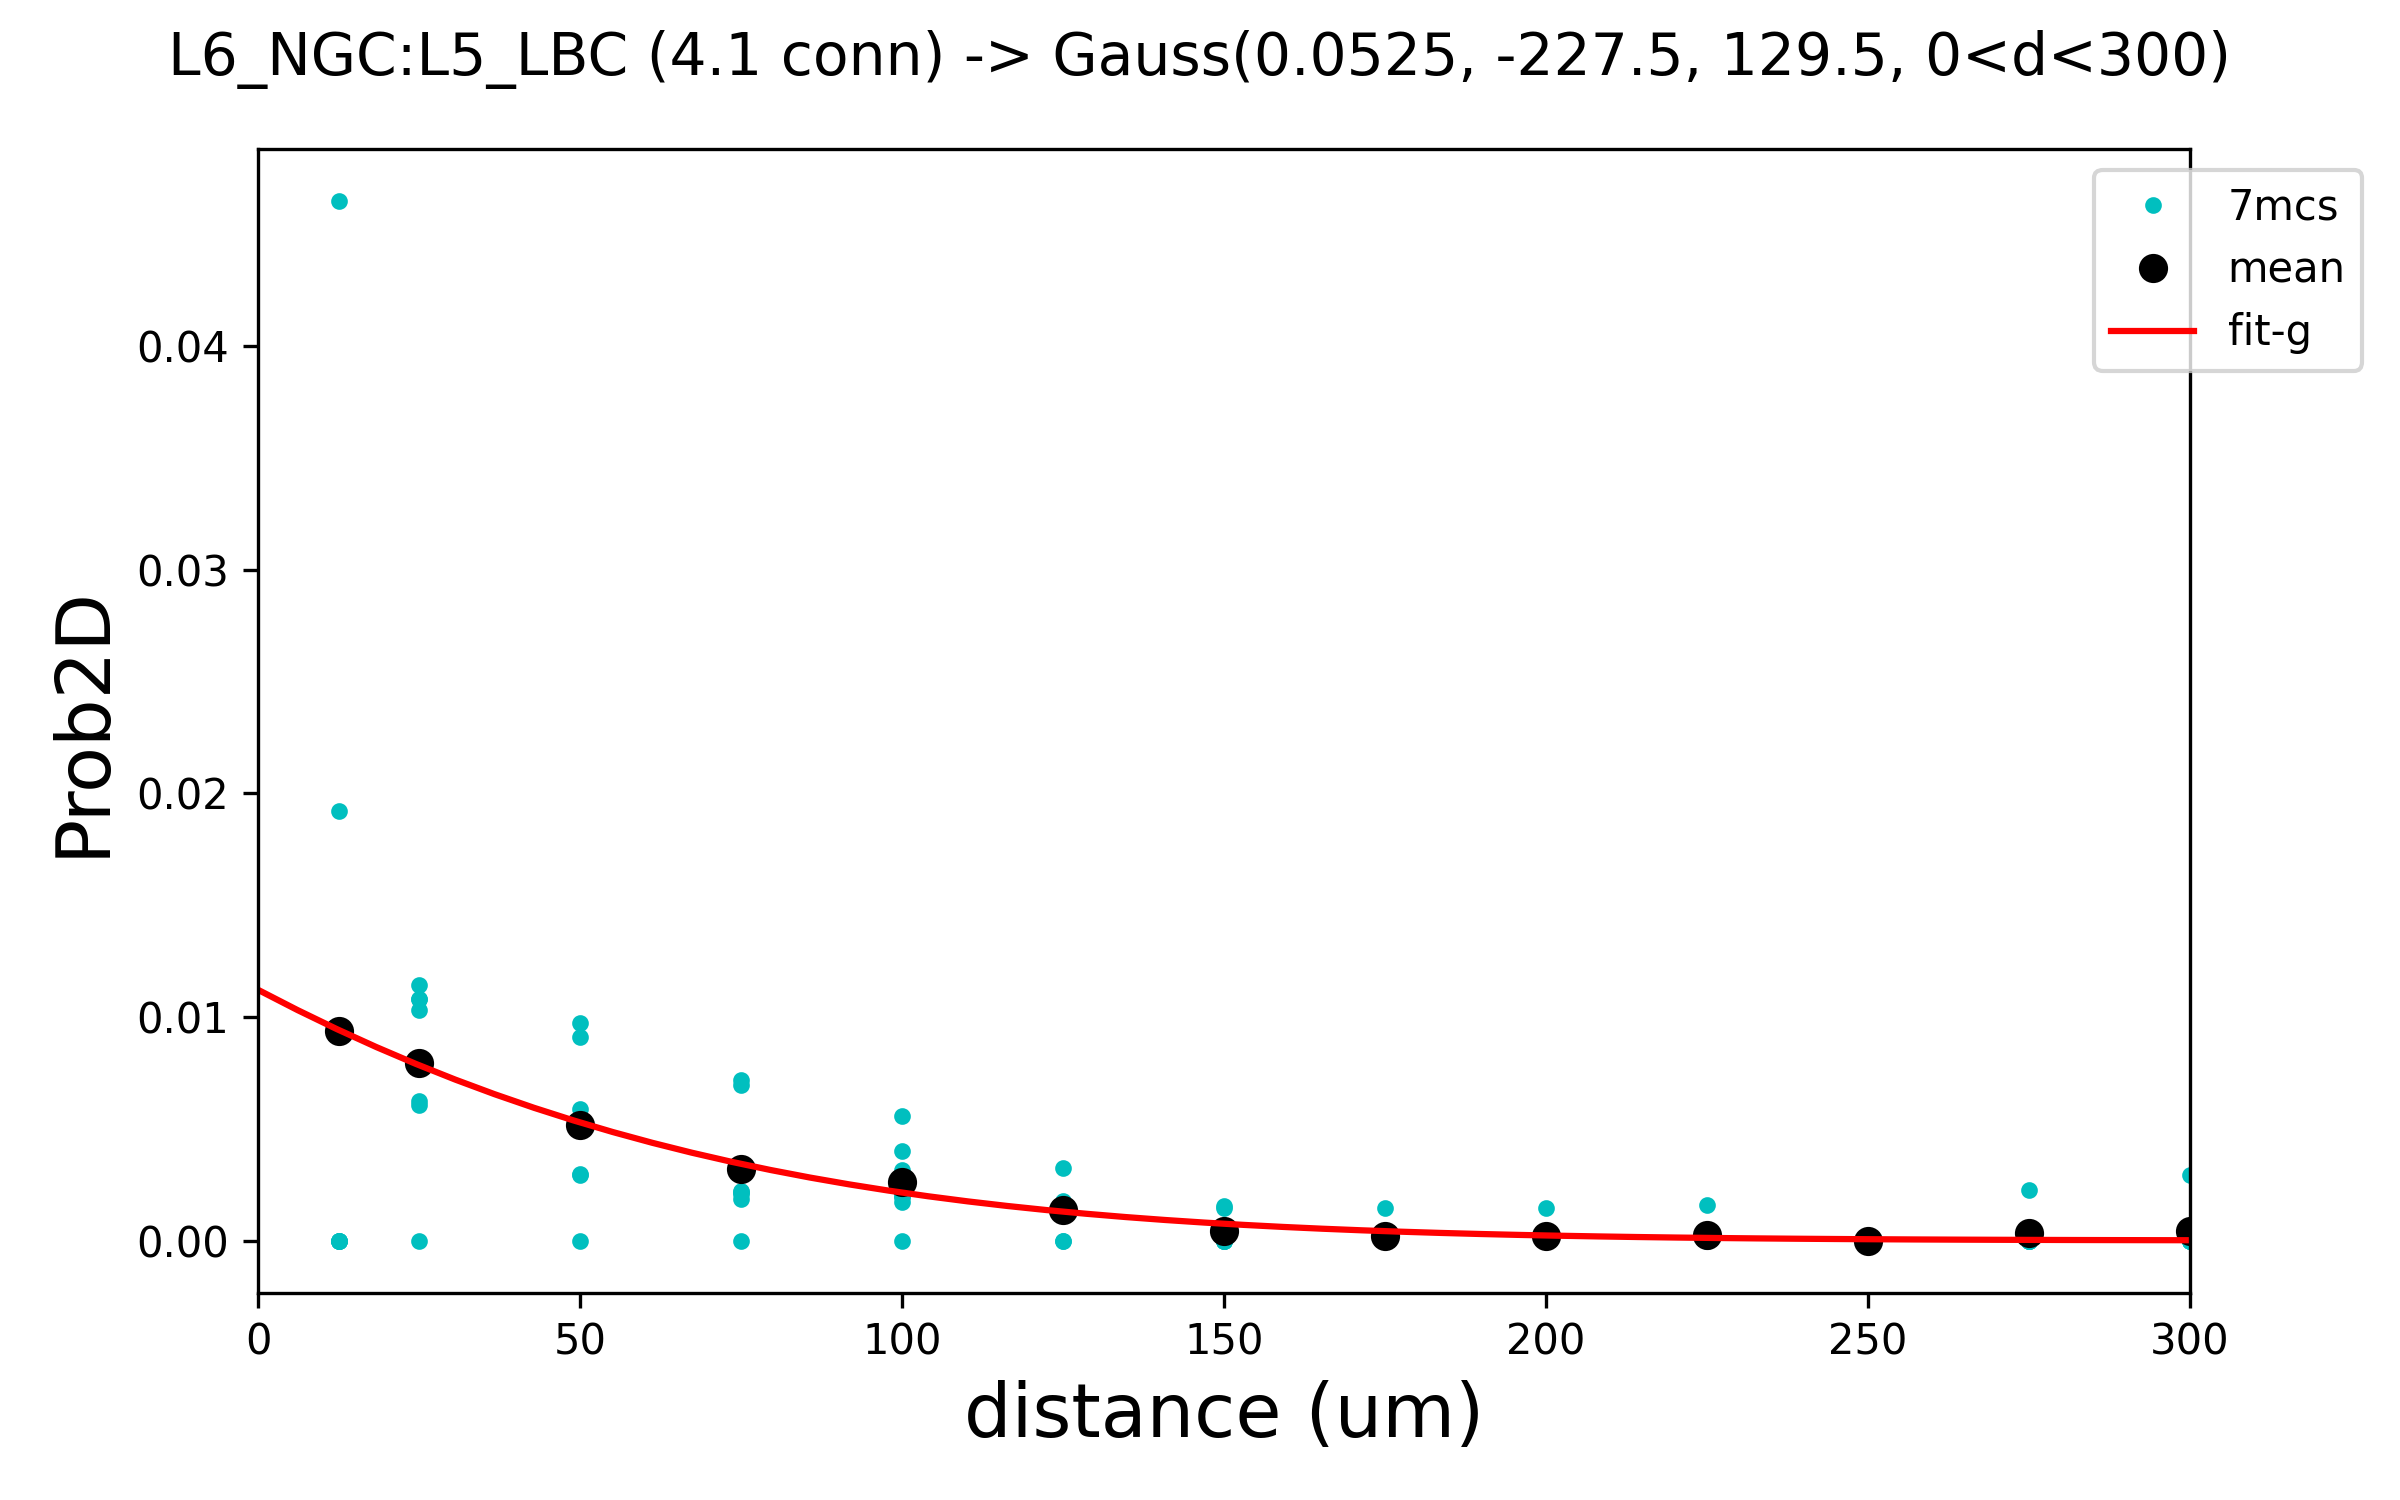 L6_NGC:L5_LBC (4.1 conn) -> Gauss(0.0525, -227.5, 129.5, 0<d<300)
7mcs
mean
fit-g
Prob2D
0.04
0.03
0.02
0.01
0.00
0 50 100 150 200 250 300
distance (um)